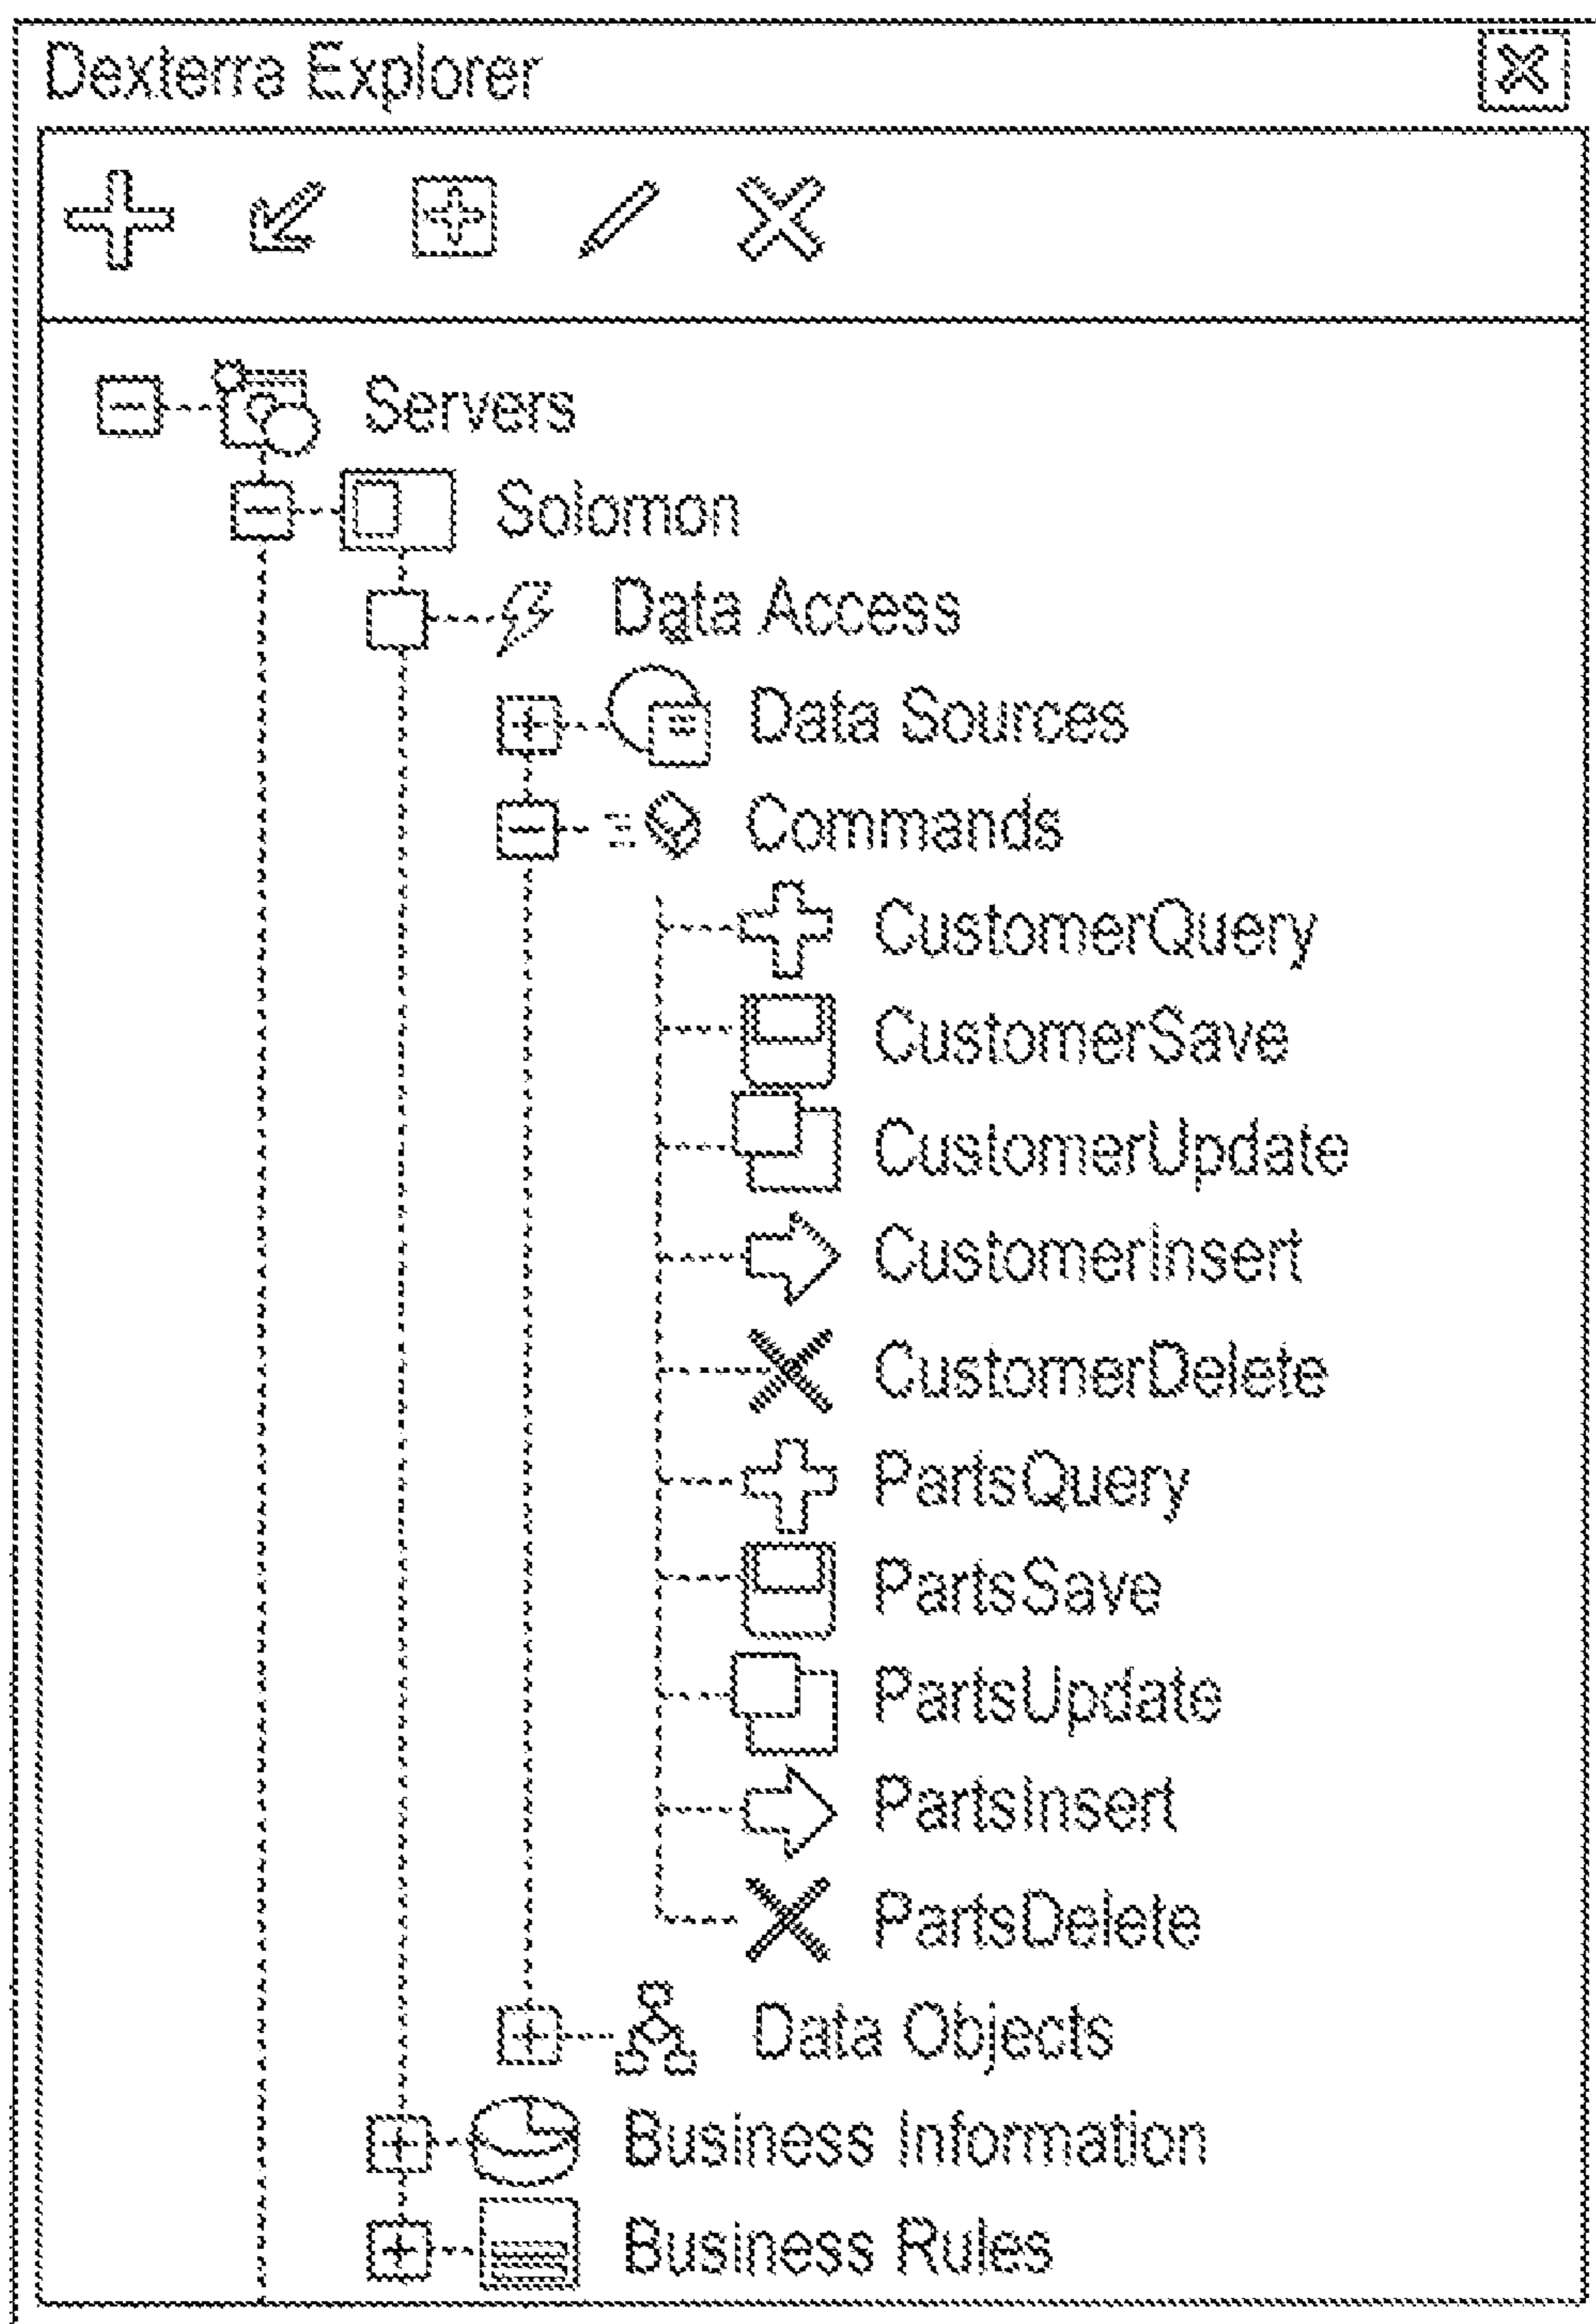 Dexterra Explorer
Servers
Solomon
Data Access
Data Sources
Commands
CustomerQuery
CustomerSave
CustomerUpdate
CustomerInsert
CustomerDelete
PartsQuery
PartsSave
PartsUpdate
PartsInsert
PartsDelete
Data Objects
Business Information
Business Rules